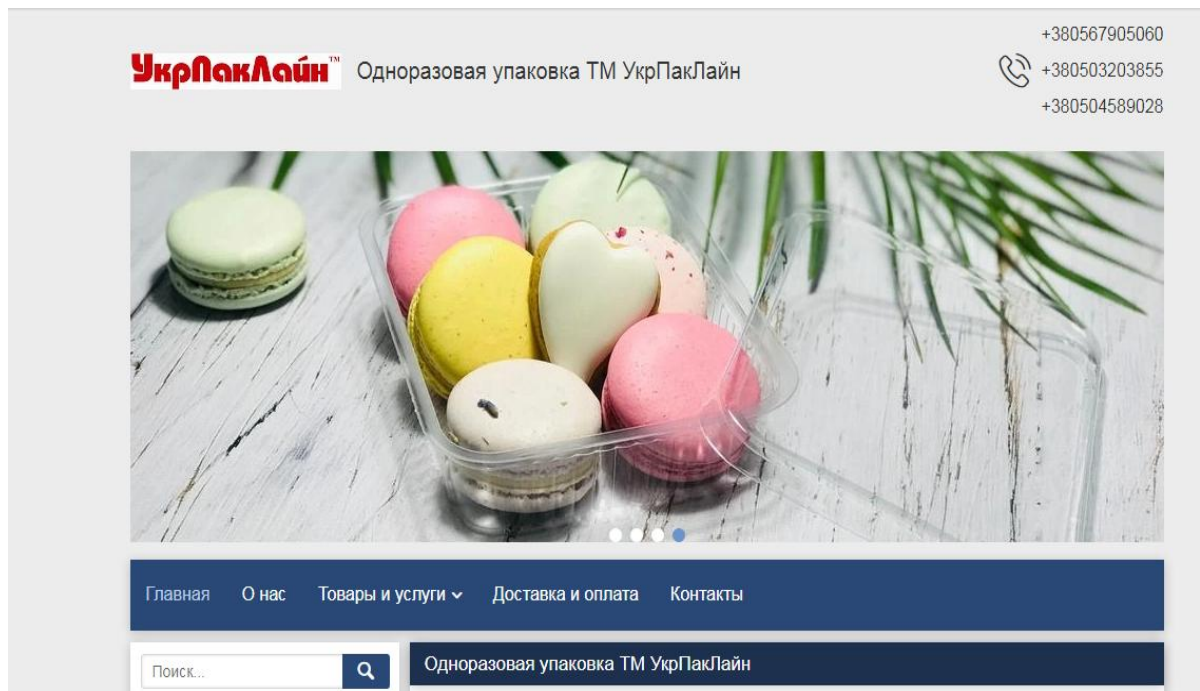 +380567905060
УкрПакЛайн™ Одноразовая упаковка ТМ УкрПакЛайн
+380503203855
+380504589028
Главная О нас Товары и услуги Доставка и оплата Контакты
Поиск...
Одноразовая упаковка ТМ УкрПакЛайн